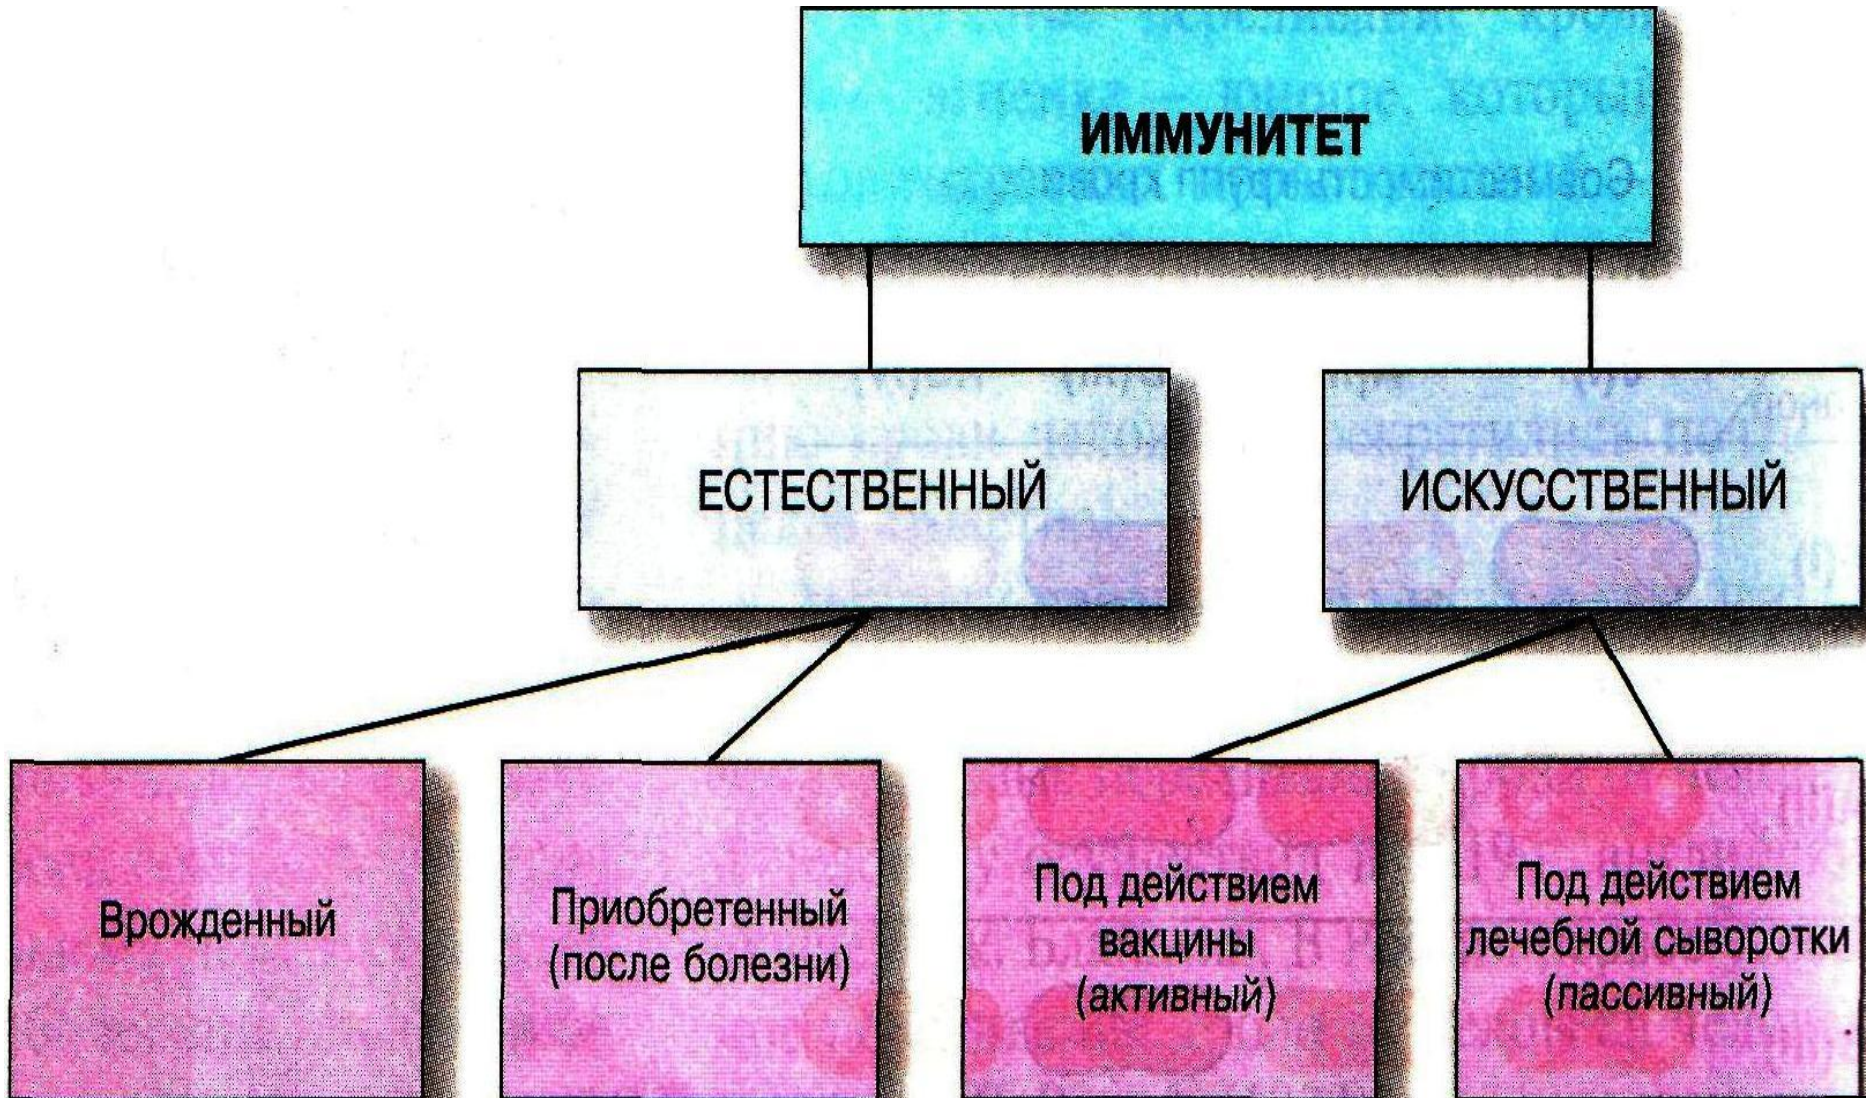 ИММУНИТЕТ
ЕСТЕСТВЕННЫЙ
ИСКУССТВЕННЫЙ
Врожденный
Приобретенный
(после болезни)
Под действием
вакцины
(активный)
Под действием
лечебной сыворотки
(пассивный)